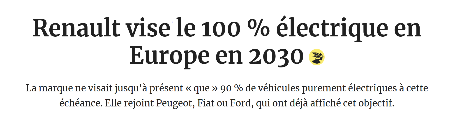 Renault vise le 100 % électrique en
Europe en 2030
La marque ne visait jusqu'à présent « que » 90 % de véhicules purement électriques à cette
échéance. Elle rejoint Peugeot, Fiat ou Ford, qui ont déjà affiché cet objectif.